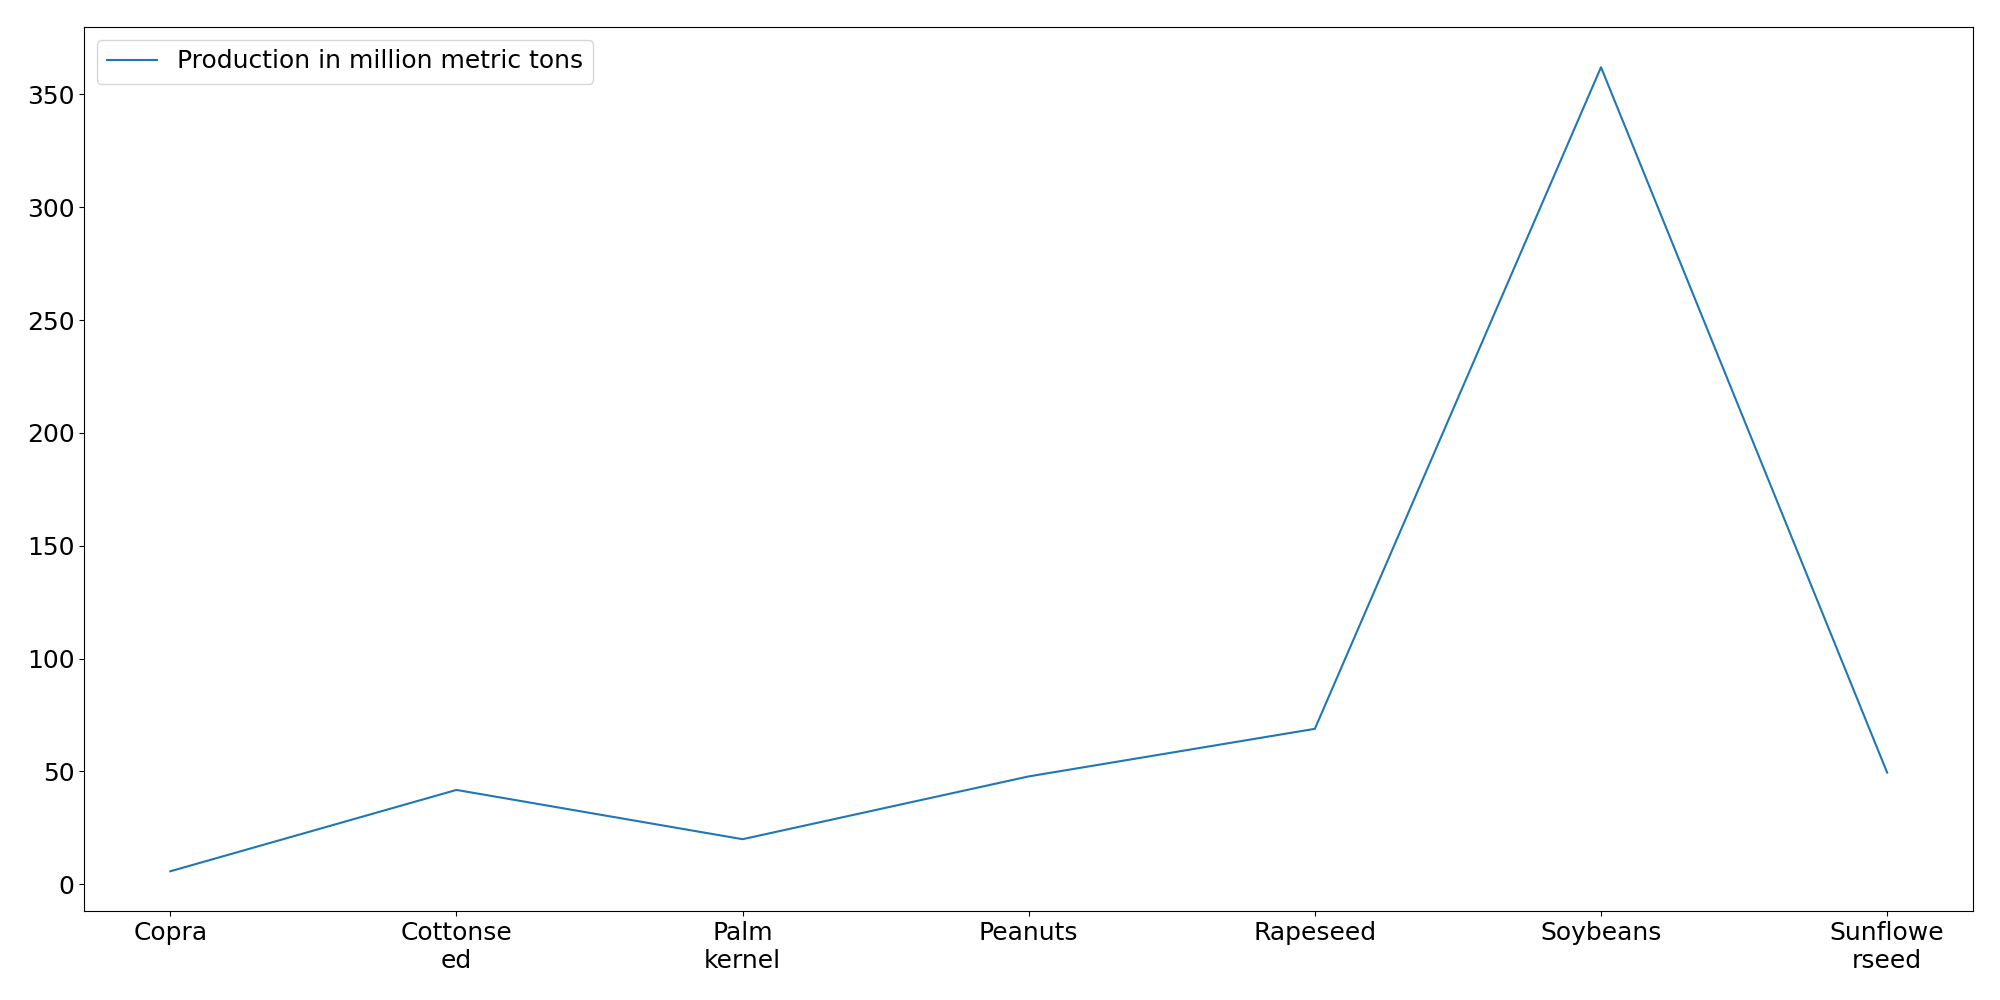 Production in million metric tons
350
300
250
200
150
100
50
0
Copra
Cottonse
ed
Palm
kernel
Peanuts
Rapeseed
Soybeans
Sunflowe
rseed